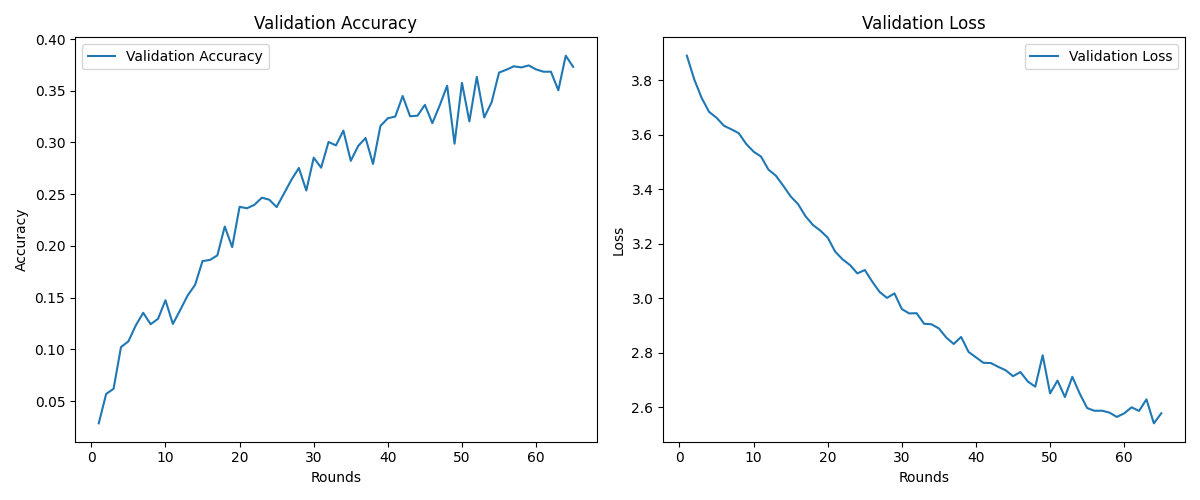 Validation Accuracy
Validation Accuracy
0.40
0.35
0.30
0.25
0.20
0.15
0.10
0.05
Accuracy
0 10 20 30 40 50 60
Rounds
Validation Loss
Validation Loss
3.8
3.6
3.4
3.2
3.0
2.8
2.6
Loss
0 10 20 30 40 50 60
Rounds